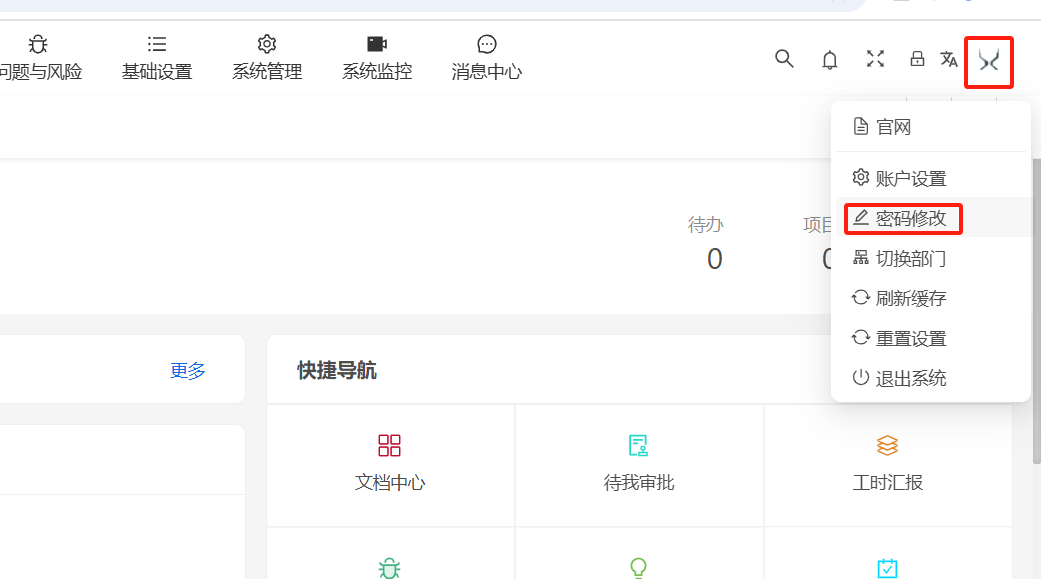 问题与风险 基础设置 系统管理 系统监控 消息中心
官网
账户设置
密码修改
切换部门
刷新缓存
重置设置
退出系统
待办 项目
0 0
更多
快捷导航
文档中心 待我审批 工时汇报